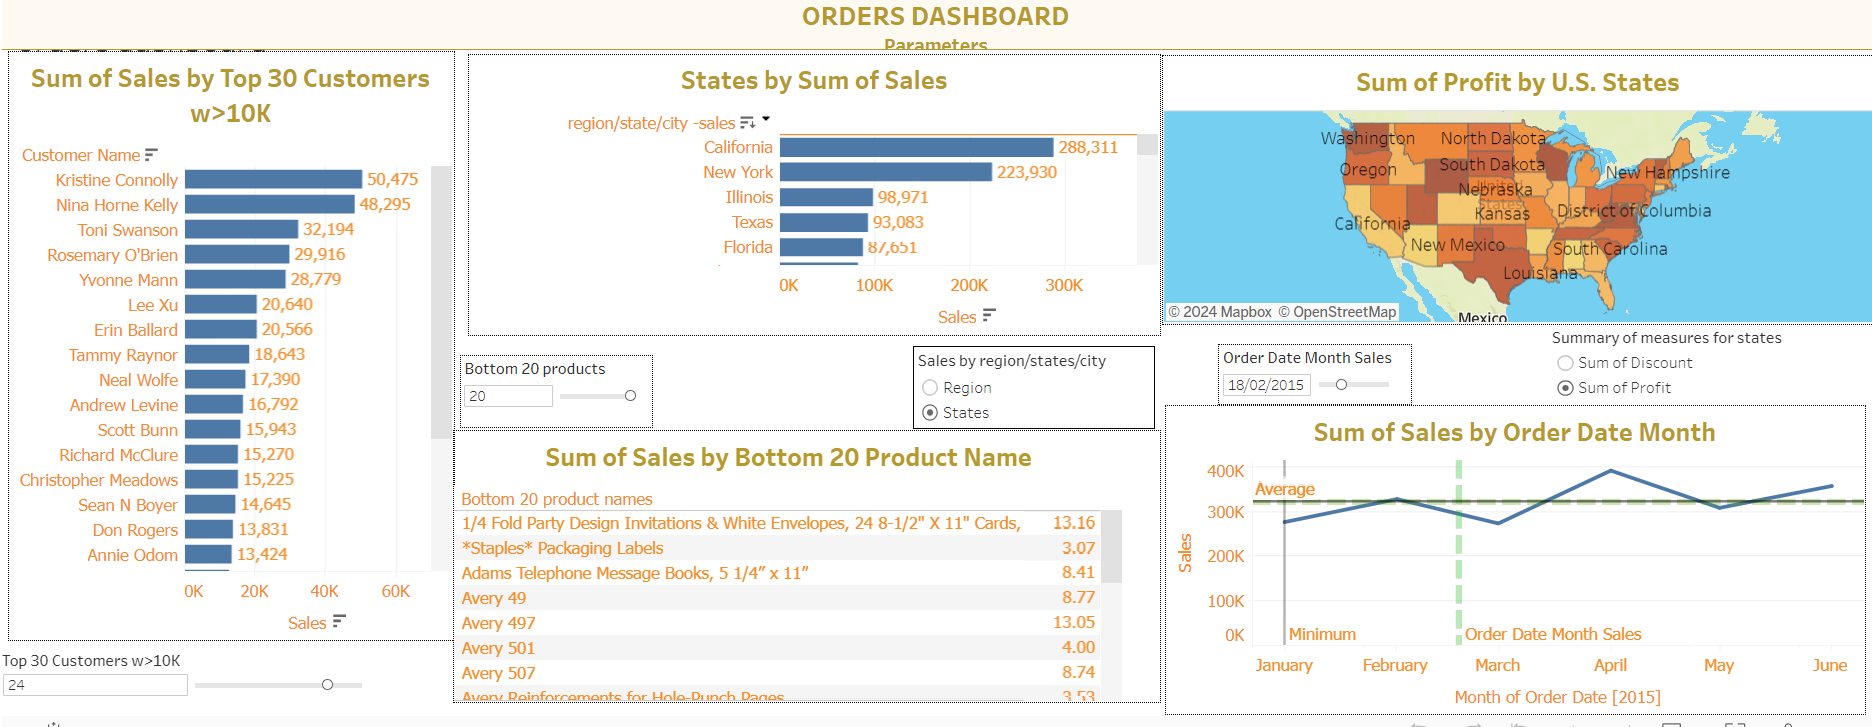 ORDERS DASHBOARD
Parameters
Sum of Sales by Top 30 Customers
w>10K
Customer Name
Kristine Connolly 50,475
Nina Horne Kelly 48,295
Toni Swanson 32,194
Rosemary O'Brien 29,916
Yvonne Mann 28,779
Lee Xu 20,640
Erin Ballard 20,566
Tammy Raynor 18,643
Neal Wolfe 17,390
Andrew Levine 16,792
Scott Bunn 15,943
Richard McClure 15,270
Christopher Meadows 15,225
Sean N Boyer 14,645
Don Rogers 13,831
Annie Odom 13,424
0K 20K 40K 60K
Sales
Top 30 Customers w>10K
24
States by Sum of Sales
region/state/city -sales
California 288,311
New York 223,930
Illinois 98,971
Texas 93,083
Florida 87,651
0K 100K 200K 300K
Sales
Bottom 20 products
20
Sales by region/states/city
Region
States
Sum of Sales by Bottom 20 Product Name
Bottom 20 product names
1/4 Fold Party Design Invitations & White Envelopes, 24 8-1/2" X 11" Cards, 13.16
*Staples* Packaging Labels 3.07
Adams Telephone Message Books, 5 1/4” x 11” 8.41
Avery 49 8.77
Avery 497 13.05
Avery 501 4.00
Avery 507 8.74
Avery Reinforcements for Hole-Punch Pages 3.53
Sum of Profit by U.S. States
Washington North Dakota
Oregon South Dakota New Hampshire
United
States
Nebraska
Kansas District of Columbia
California
New Mexico South Carolina
Louisiana
Mexico
© 2024 Mapbox © OpenStreetMap
Order Date Month Sales
18/02/2015
Summary of measures for states
Sum of Discount
Sum of Profit
Sum of Sales by Order Date Month
400K
Average
300K
200K
Sales
100K
0K
Minimum Order Date Month Sales
January February March April May June
Month of Order Date [2015]